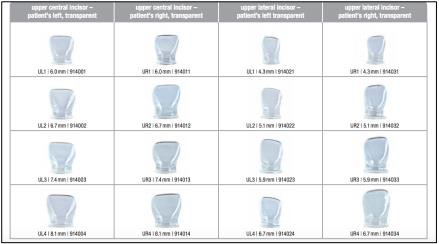 upper central incisor –
patient's left, transparent
upper central incisor –
patient's right, transparent
upper lateral incisor –
patient's left, transparent
upper lateral incisor –
patient's right, transparent
UL1 | 6.0 mm | 914001
UR1 | 6.0 mm | 914011
UL1 | 4.3 mm | 914021
UR1 | 4.3 mm | 914031
UL2 | 6.7 mm | 914002
UR2 | 6.7 mm | 914012
UL2 | 5.1 mm | 914022
UR2 | 5.1 mm | 914032
UL3 | 7.4 mm | 914003
UR3 | 7.4 mm | 914013
UL3 | 5.9 mm | 914023
UR3 | 5.9 mm | 914033
UL4 | 8.1 mm | 914004
UR4 | 8.1 mm | 914014
UL4 | 6.7 mm | 914024
UR4 | 6.7 mm | 914034